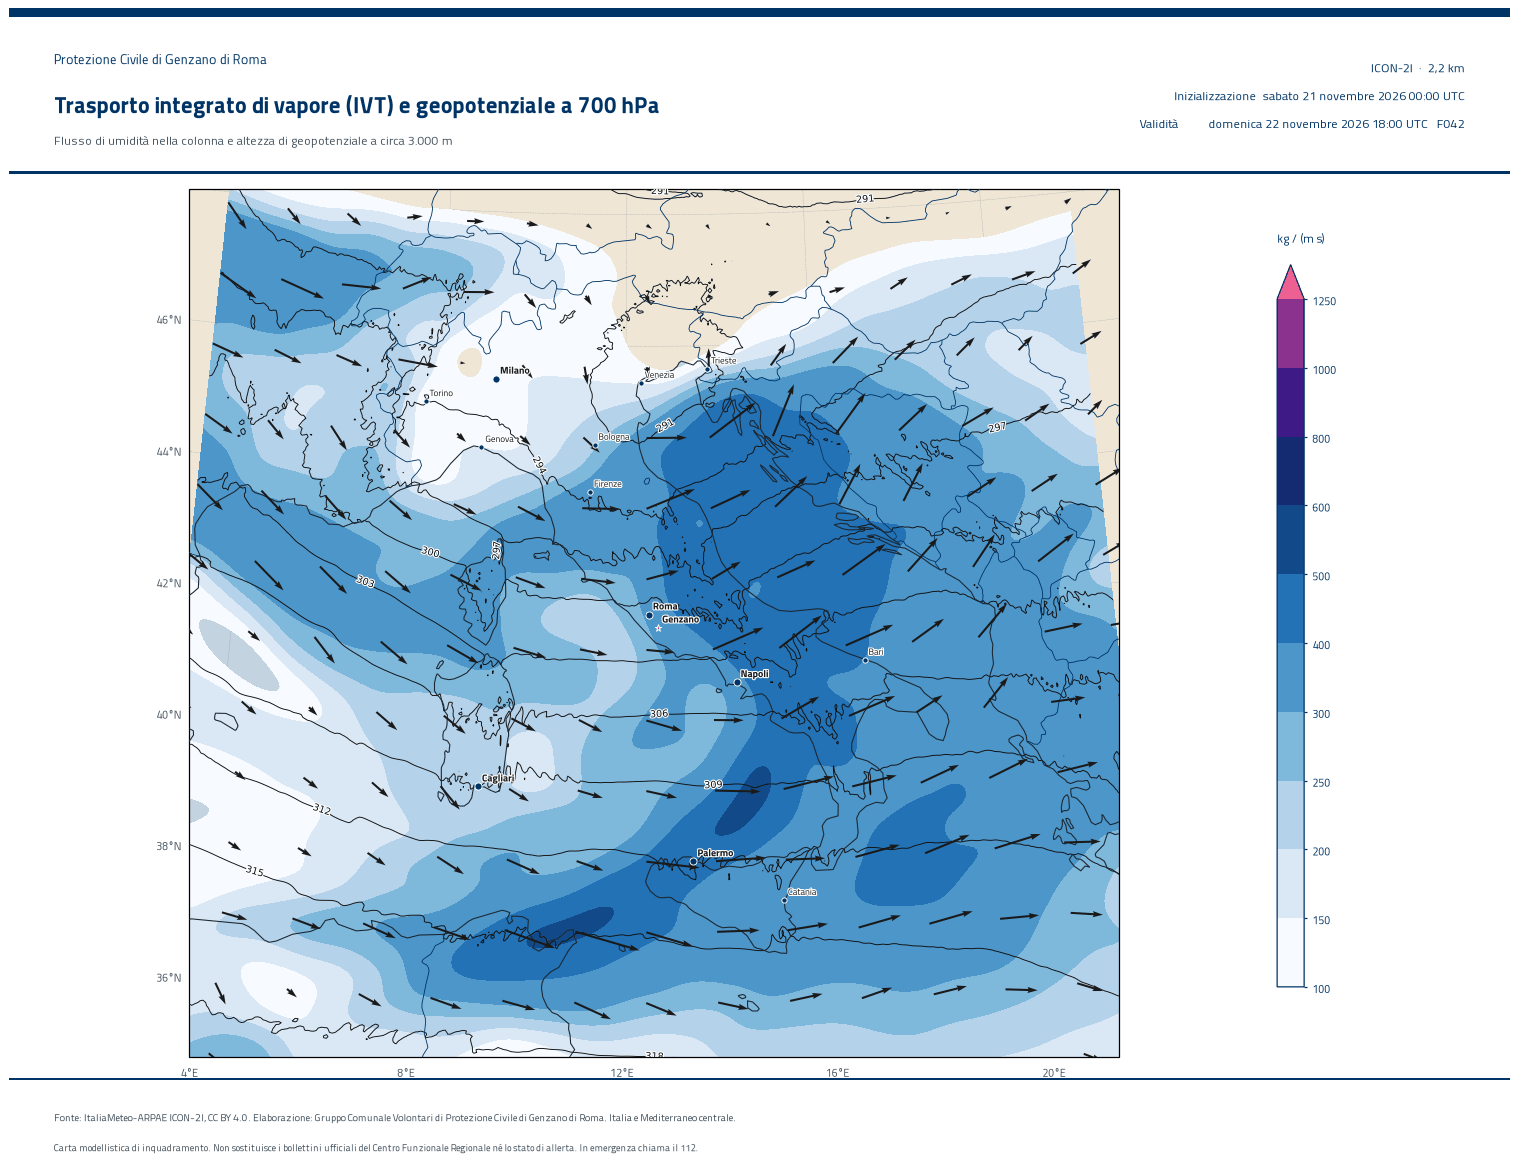 Protezione Civile di Genzano di Roma
Trasporto integrato di vapore (IVT) e geopotenziale a 700 hPa
Flusso di umidità nella colonna e altezza di geopotenziale a circa 3.000 m
ICON-2I · 2,2 km
Inizializzazione sabato 21 novembre 2026 00:00 UTC
Validità domenica 22 novembre 2026 18:00 UTC F042
291
291
kg / (m s)
1250
46°N
1000
Trieste
Milano
Venezia
Torino
291
297
800
Genova
Bologna
44°N
294
Firenze
600
300
297
303
42°N
500
Roma
Genzano
400
Bari
Napoli
306
40°N
300
Cagliari
309
250
312
38°N
Palermo
200
315
Catania
150
36°N
100
318
4°E
8°E
12°E
16°E
20°E
Fonte: ItaliaMeteo-ARPAE ICON-2I, CC BY 4.0. Elaborazione: Gruppo Comunale Volontari di Protezione Civile di Genzano di Roma. Italia e Mediterraneo centrale.
Carta modellistica di inquadramento. Non sostituisce i bollettini ufficiali del Centro Funzionale Regionale né lo stato di allerta. In emergenza chiama il 112.